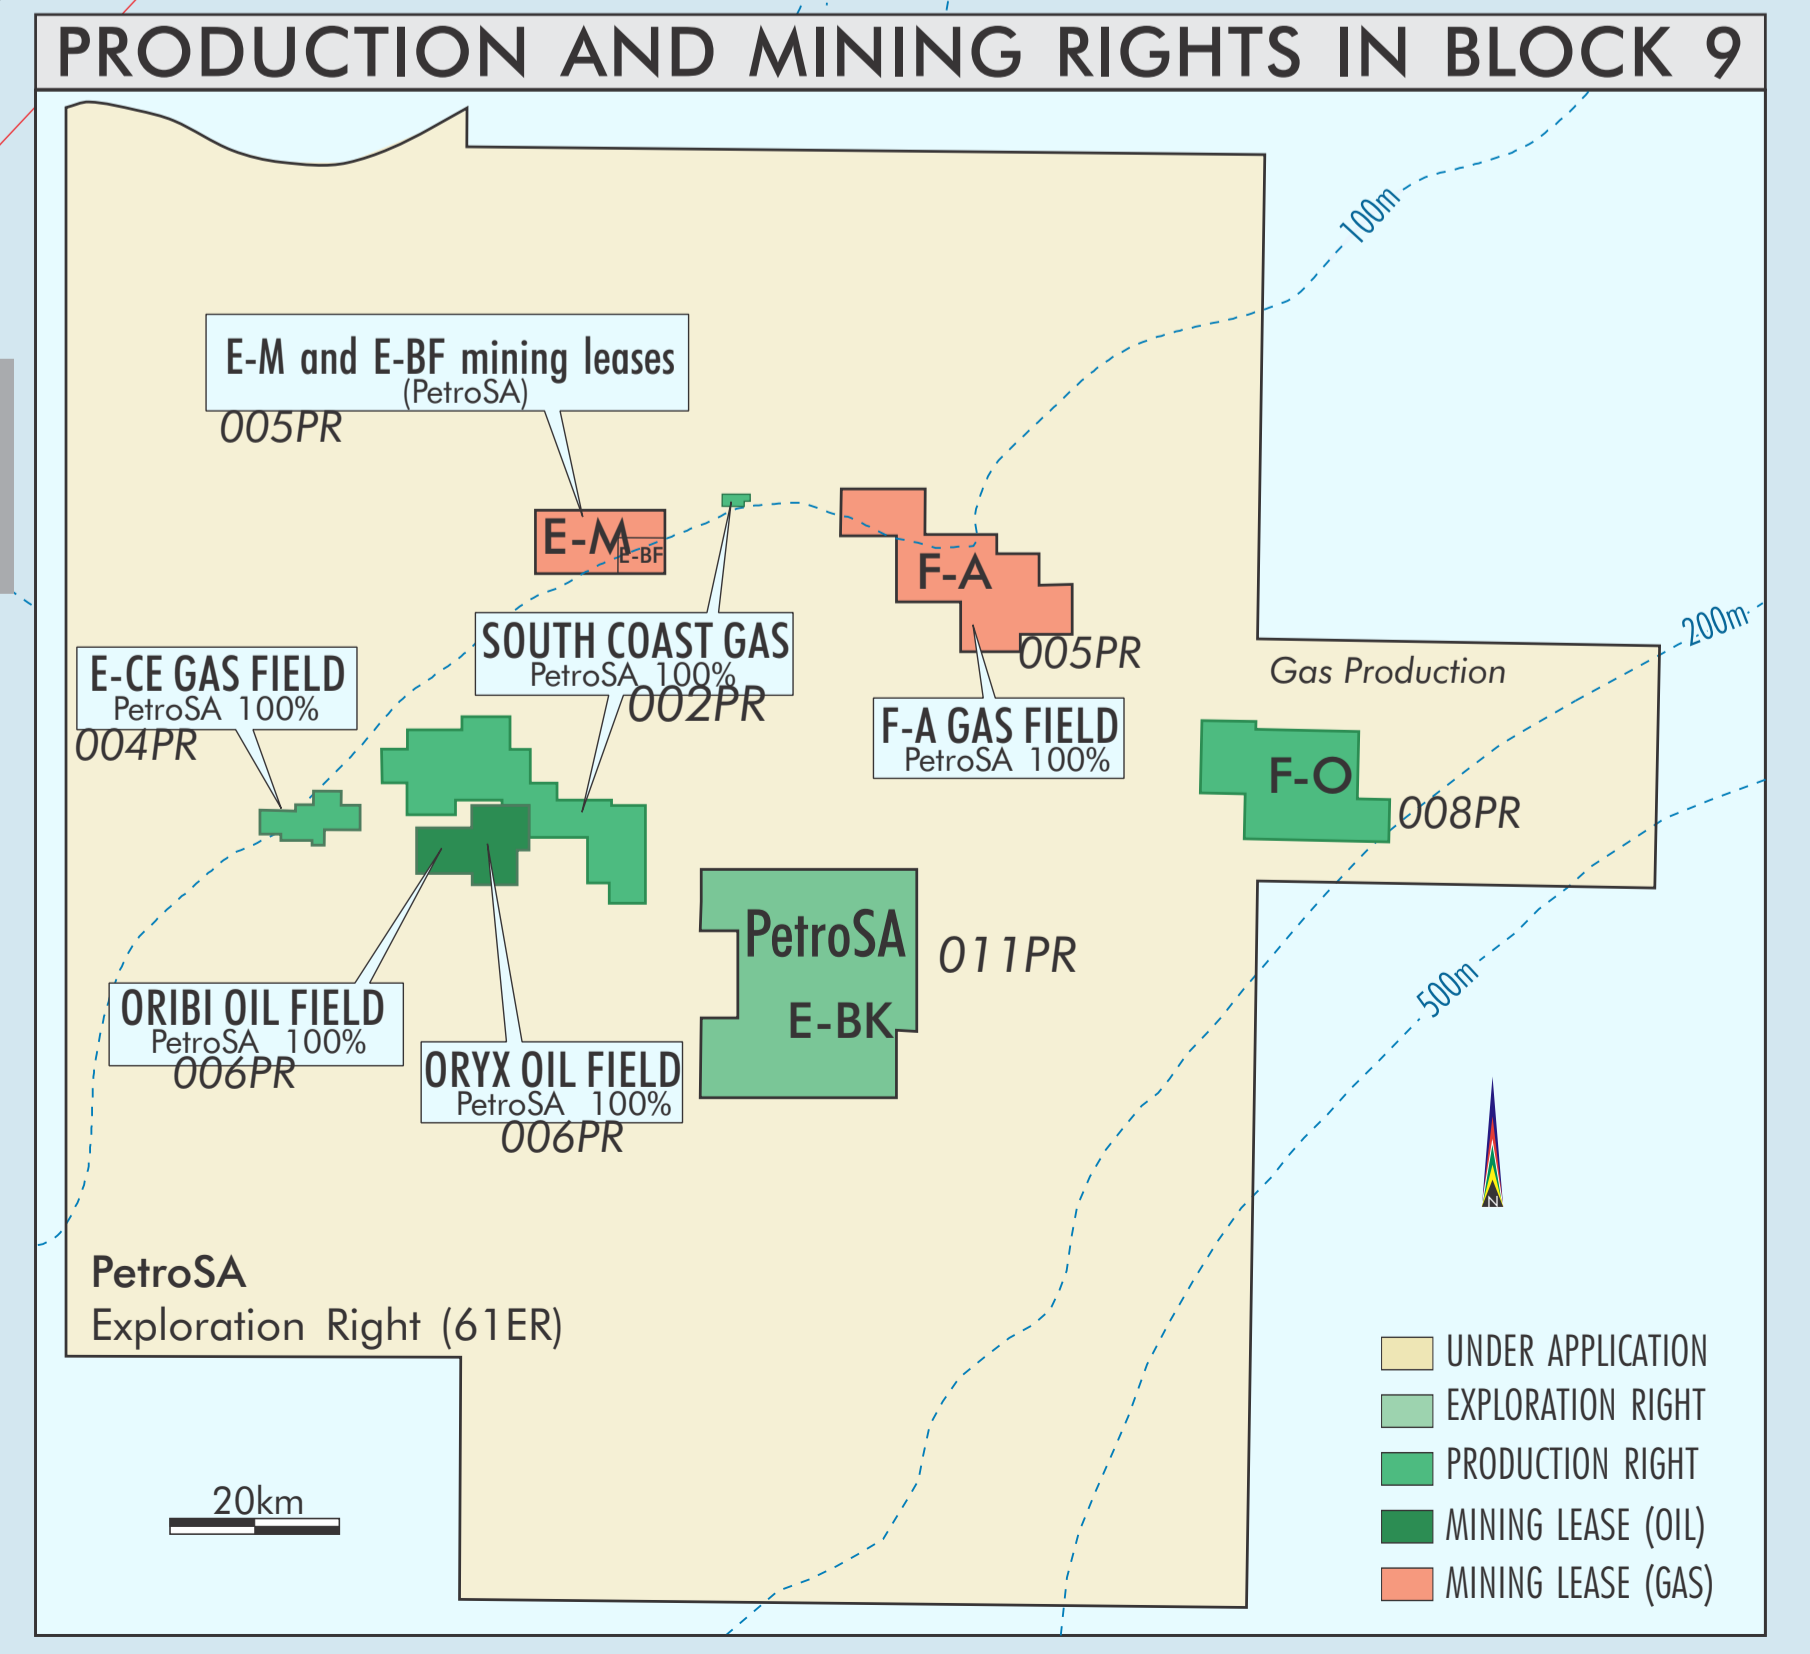 PRODUCTION AND MINING RIGHTS IN BLOCK 9
100m
E-M and E-BF mining leases
(PetroSA)
005PR
E-M
E-BF
F-A
005PR
SOUTH COAST GAS
PetroSA 100%
002PR
E-CE GAS FIELD
PetroSA 100%
004PR
F-A GAS FIELD
PetroSA 100%
200m
Gas Production
F-O
008PR
PetroSA
E-BK
011PR
500m
ORIBI OIL FIELD
PetroSA 100%
006PR
ORYX OIL FIELD
PetroSA 100%
006PR
N
PetroSA
Exploration Right (61ER)
20km
UNDER APPLICATION
EXPLORATION RIGHT
PRODUCTION RIGHT
MINING LEASE (OIL)
MINING LEASE (GAS)